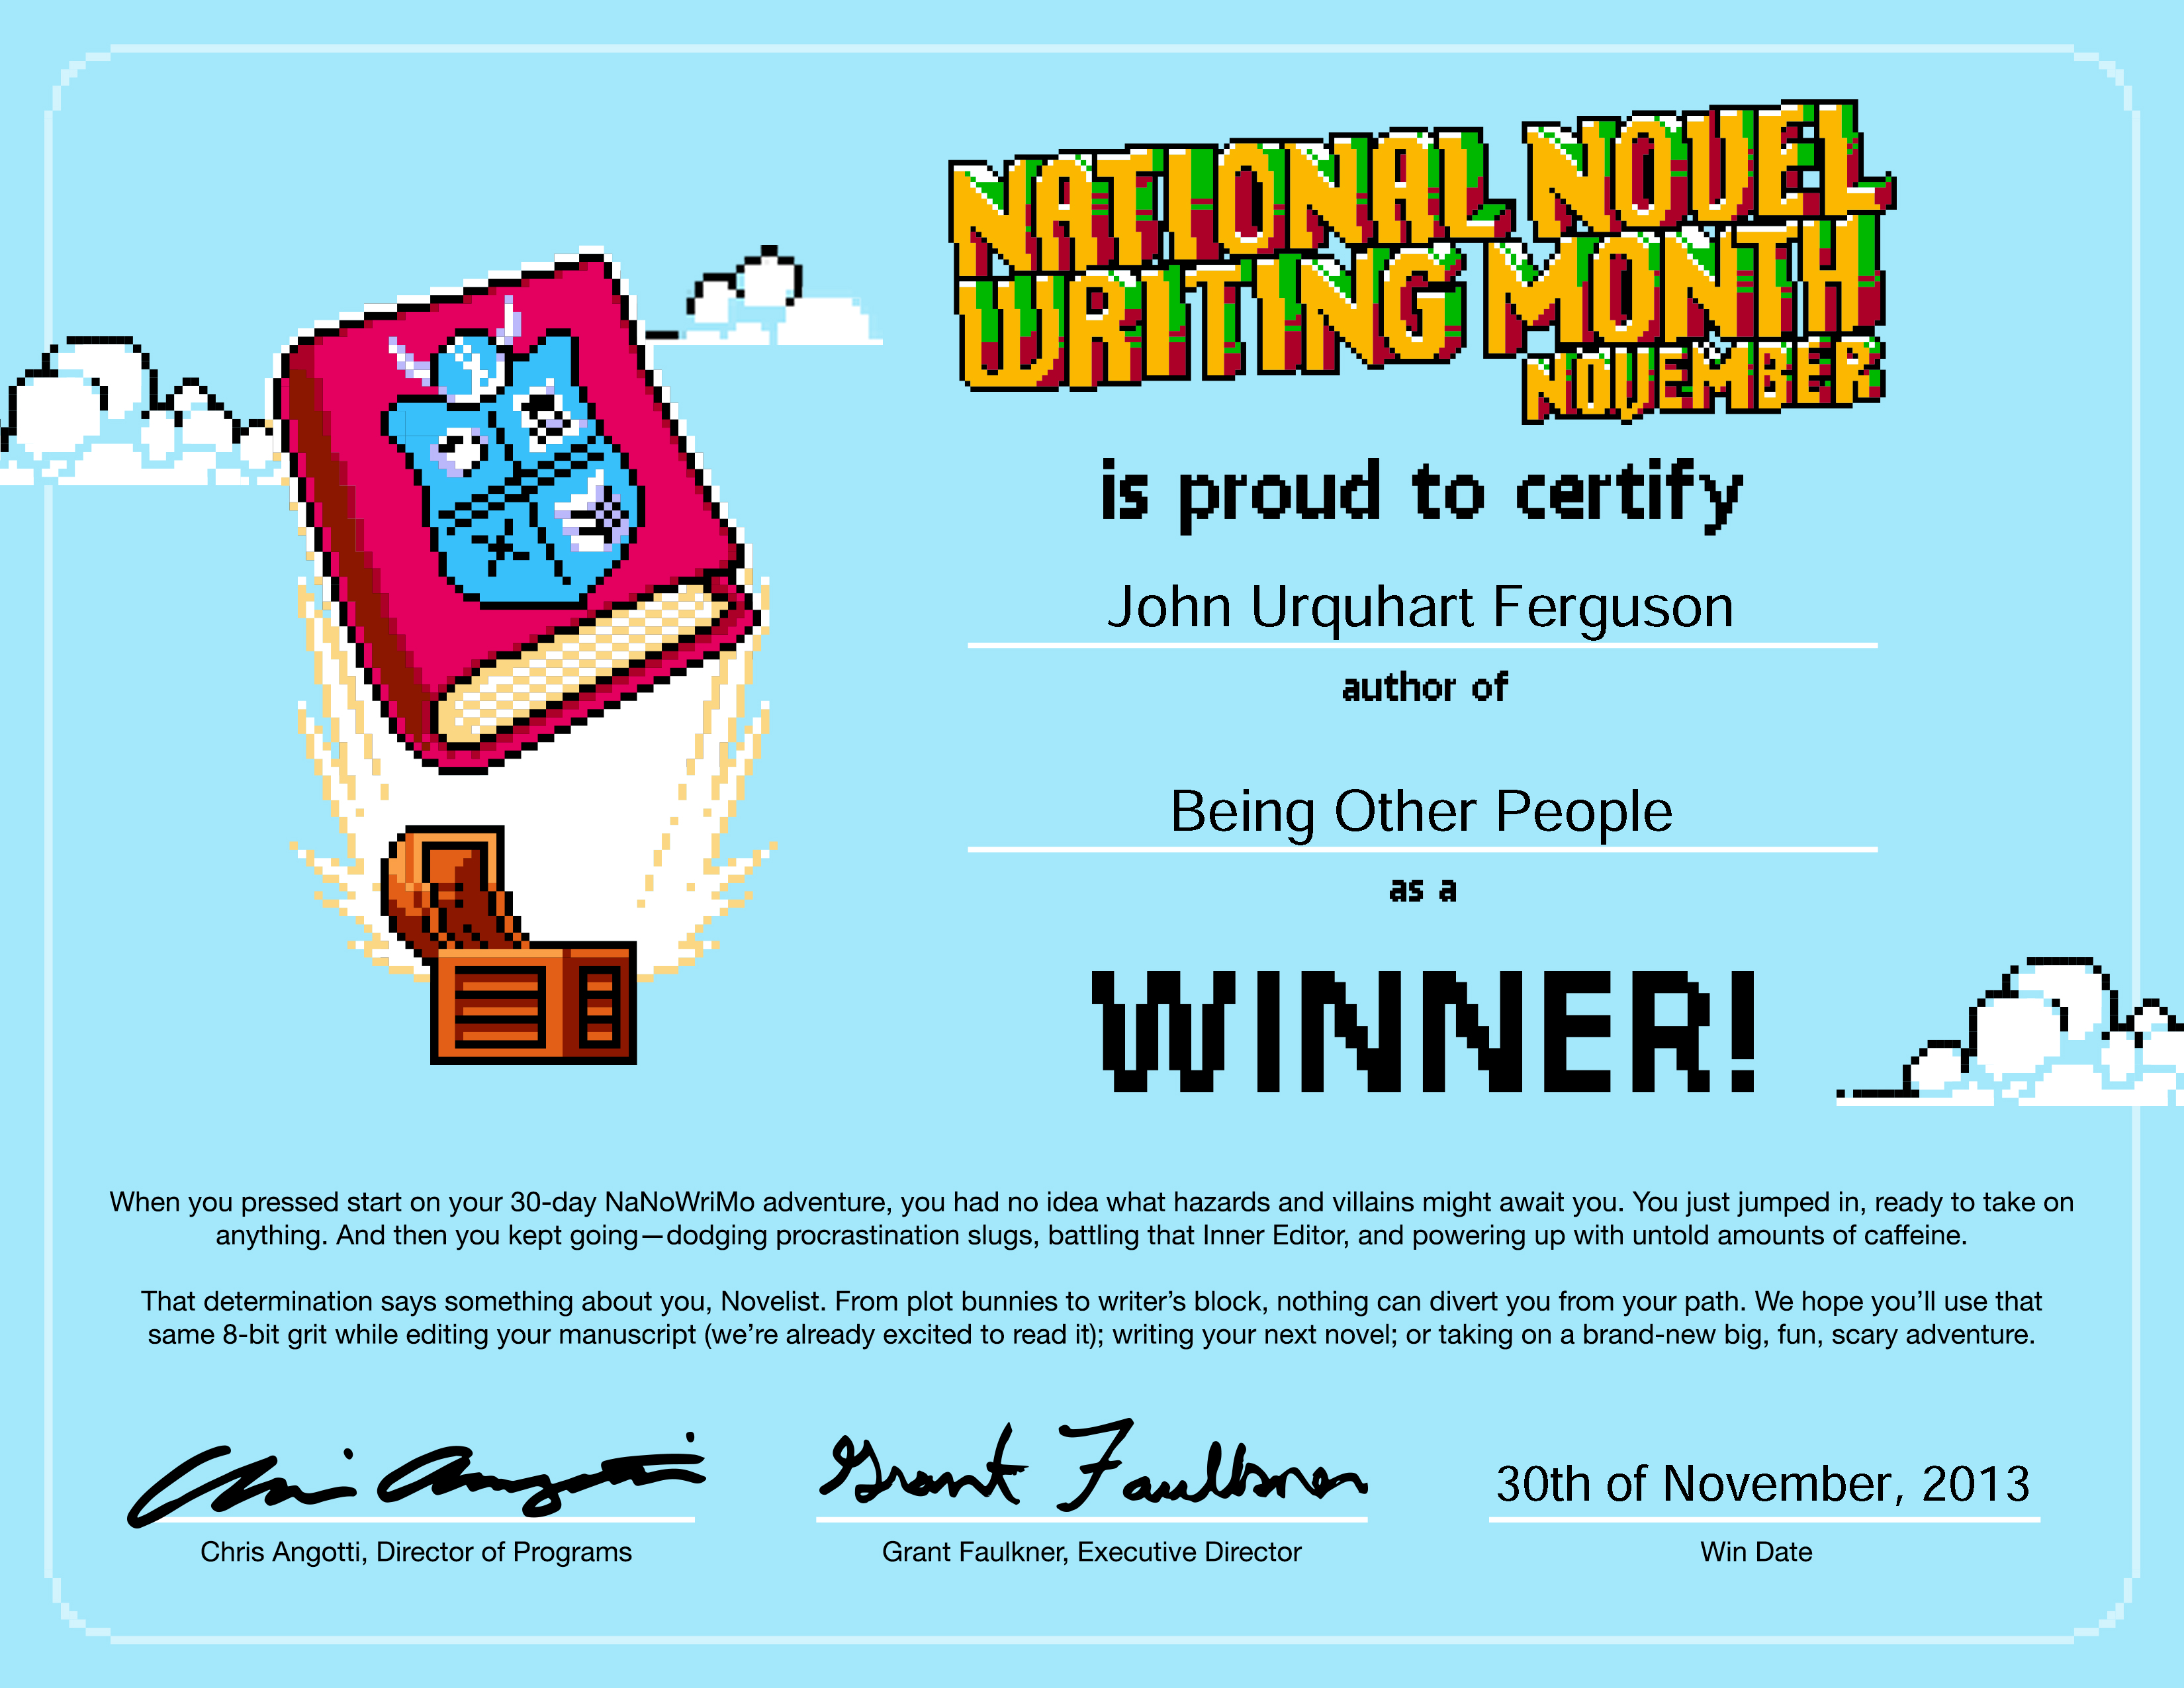 NATIONAL NOVEL
WRITING MONTH
NOVEMBER
is proud to certify
John Urquhart Ferguson
author of
Being Other People
as a
WINNER!
When you pressed start on your 30-day NaNoWriMo adventure, you had no idea what hazards and villains might await you. You just jumped in, ready to take on
anything. And then you kept going—dodging procrastination slugs, battling that Inner Editor, and powering up with untold amounts of caffeine.
That determination says something about you, Novelist. From plot bunnies to writer’s block, nothing can divert you from your path. We hope you’ll use that
same 8-bit grit while editing your manuscript (we’re already excited to read it); writing your next novel; or taking on a brand-new big, fun, scary adventure.
Chris Angotti
Grant Faulkner
30th of November, 2013
Chris Angotti, Director of Programs
Grant Faulkner, Executive Director
Win Date